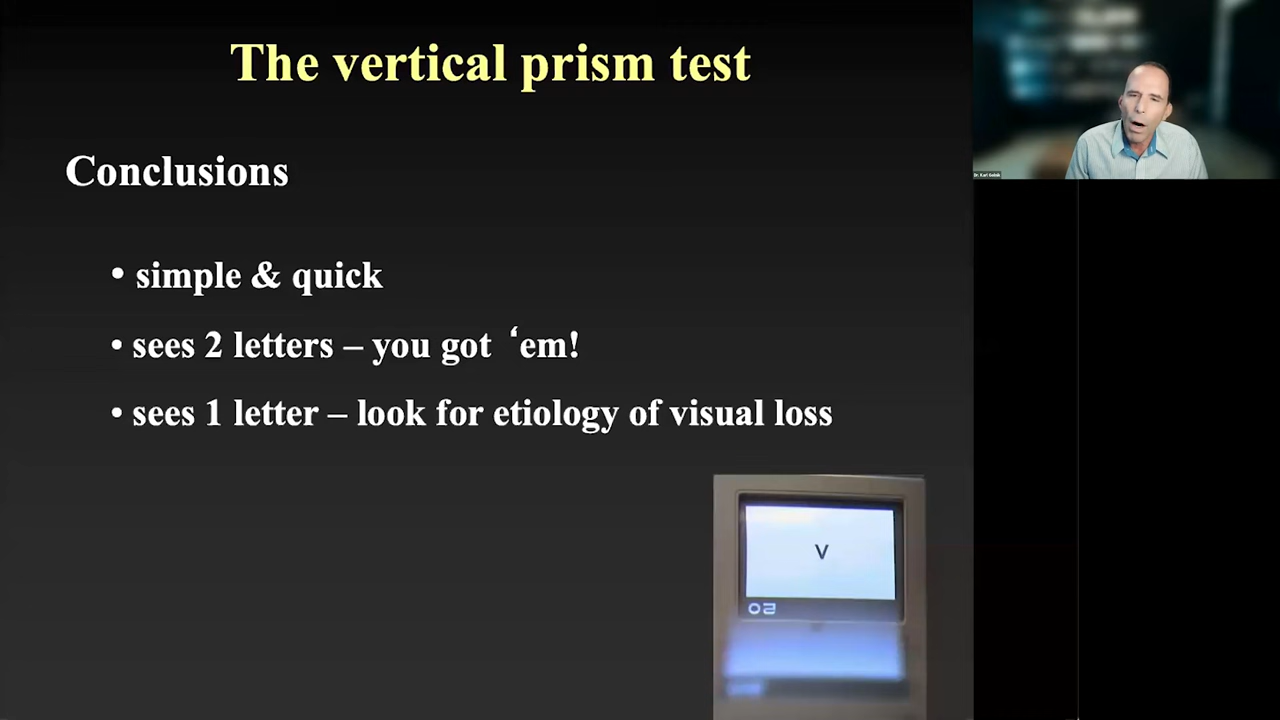 The vertical prism test
Conclusions
• simple & quick
• sees 2 letters – you got ‘em!
• sees 1 letter – look for etiology of visual loss
V
02